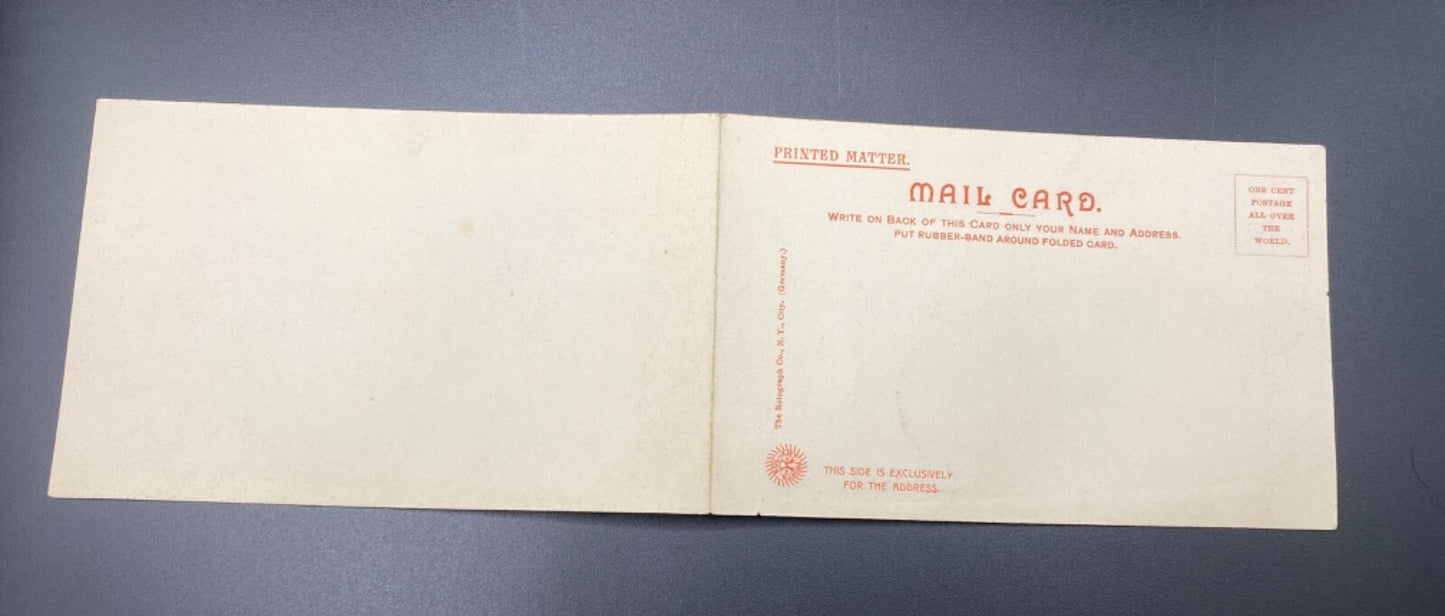 PRINTED MATTER.
MAIL CARD.
WRITE ON BACK OF THIS CARD ONLY YOUR NAME AND ADDRESS.
PUT RUBBER-BAND AROUND FOLDED CARD.
ONE CENT
POSTAGE
ALL OVER
THE
WORLD.
The Rotograph Co., N. Y., City. (Germany.)
THIS SIDE IS EXCLUSIVELY
FOR THE ADDRESS.